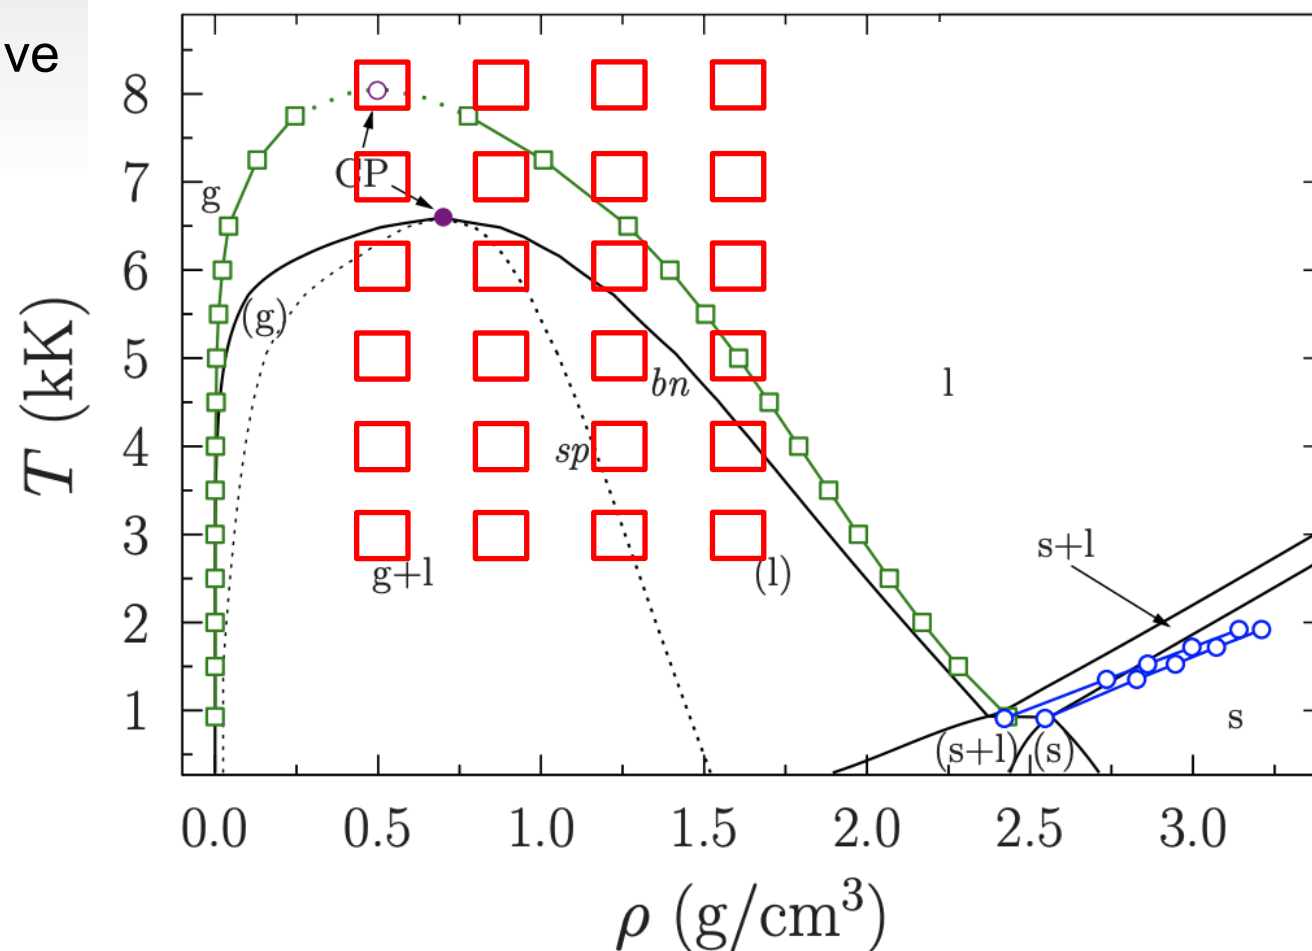 ve
8
7
6
5
4
3
2
1
T (kK)
g
CP
(g)
bn
sp
l
g+l
(l)
s+l
s
(s+l)
(s)
0.0 0.5 1.0 1.5 2.0 2.5 3.0
ρ (g/cm³)